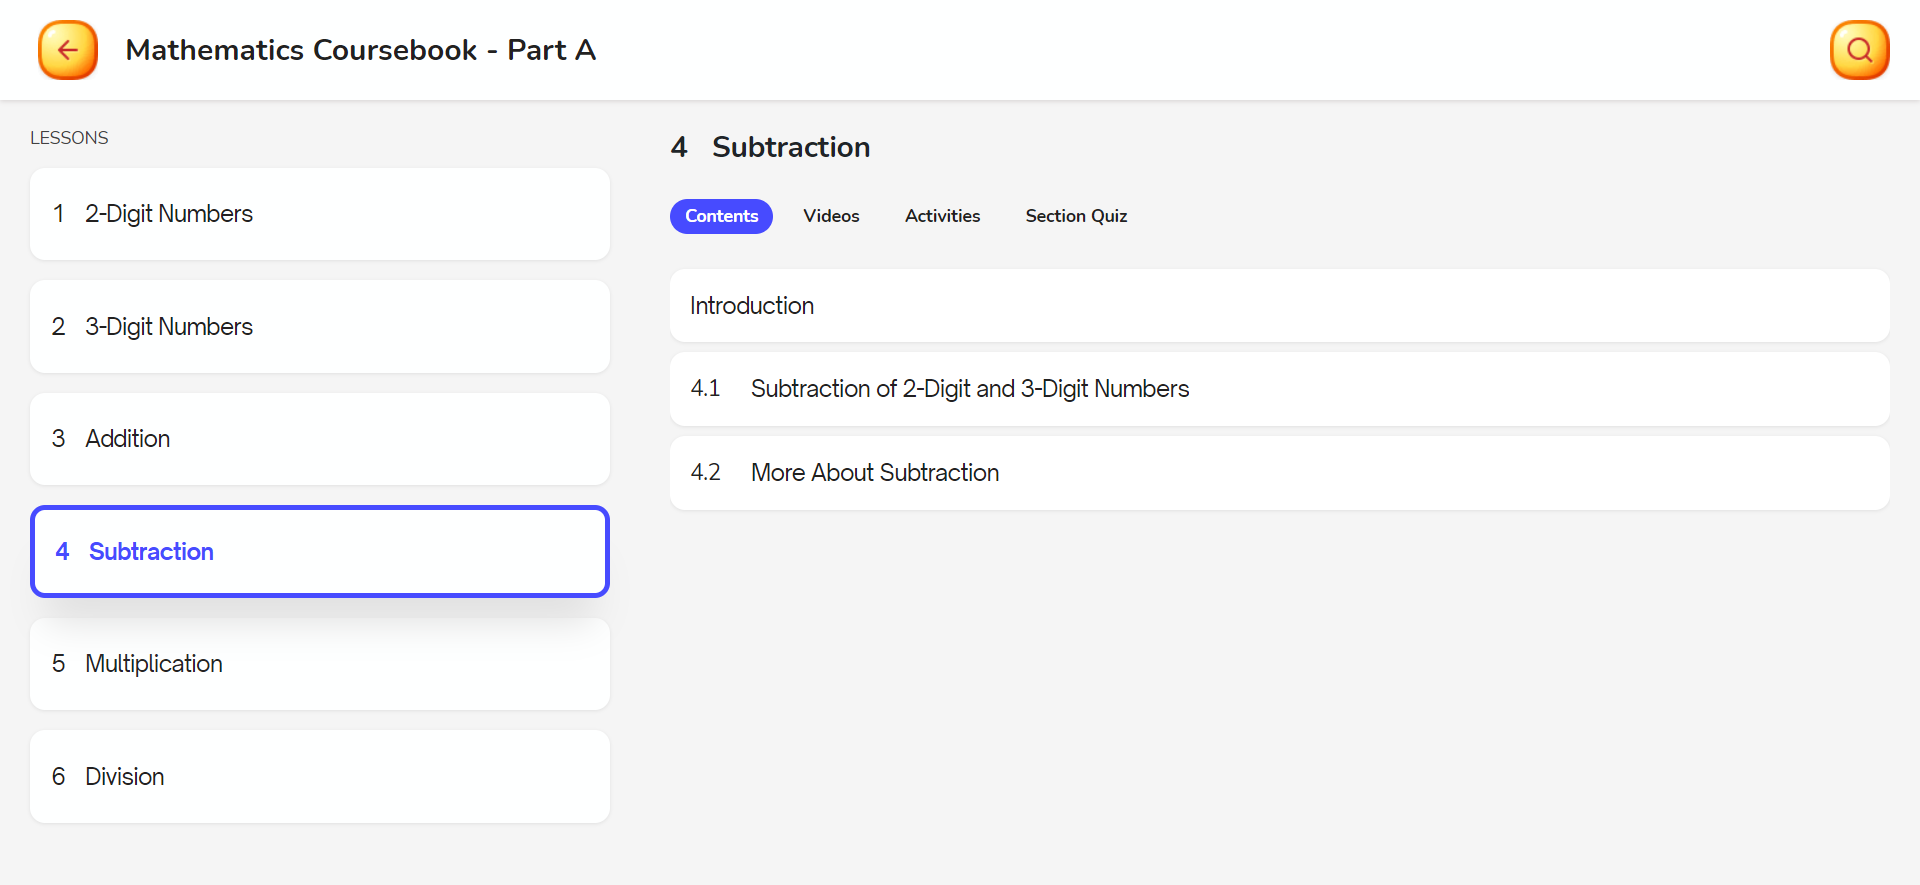 Mathematics Coursebook - Part A
LESSONS
1 2-Digit Numbers
2 3-Digit Numbers
3 Addition
4 Subtraction
5 Multiplication
6 Division
4 Subtraction
Contents Videos Activities Section Quiz
Introduction
4.1 Subtraction of 2-Digit and 3-Digit Numbers
4.2 More About Subtraction